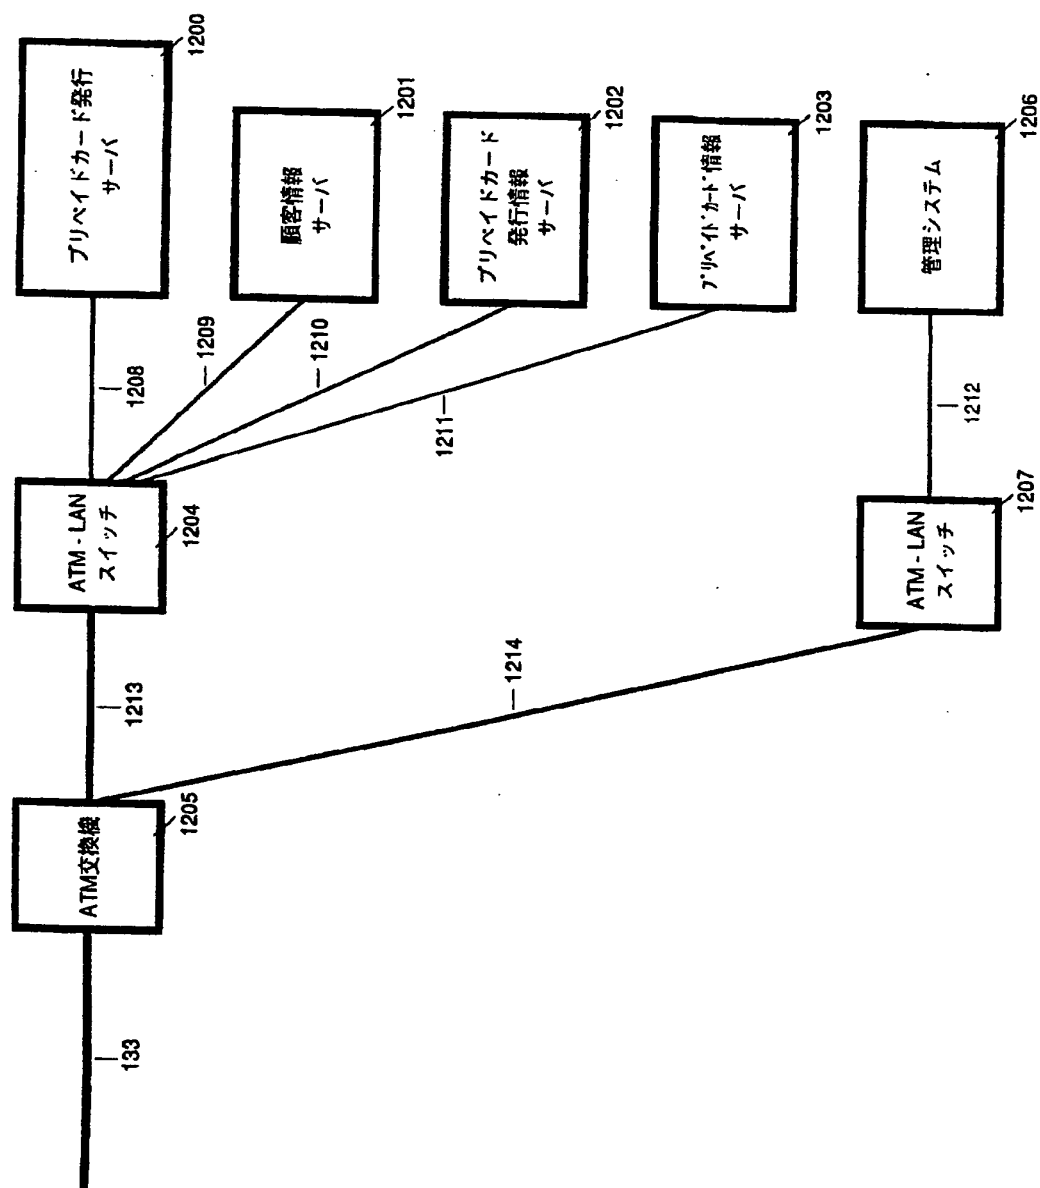 133
ATM交換機
1205
1213
ATM - LAN
スイッチ
1204
1208
プリペイドカード発行
サーバ
1200
1209
顧客情報
サーバ
1201
1210
プリペイドカード
発行情報
サーバ
1202
1211
プリペイドカード情報
サーバ
1203
1214
ATM - LAN
スイッチ
1207
1212
管理システム
1206